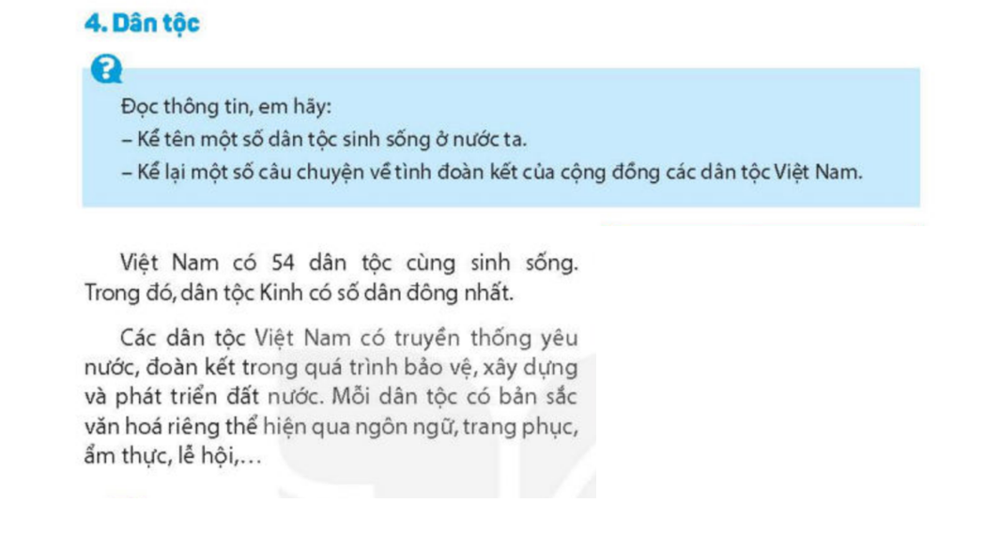 4. Dân tộc
?
Đọc thông tin, em hãy:
– Kể tên một số dân tộc sinh sống ở nước ta.
– Kể lại một số câu chuyện về tình đoàn kết của cộng đồng các dân tộc Việt Nam.
Việt Nam có 54 dân tộc cùng sinh sống.
Trong đó, dân tộc Kinh có số dân đông nhất.
Các dân tộc Việt Nam có truyền thống yêu
nước, đoàn kết trong quá trình bảo vệ, xây dựng
và phát triển đất nước. Mỗi dân tộc có bản sắc
văn hoá riêng thể hiện qua ngôn ngữ, trang phục,
ẩm thực, lễ hội,...